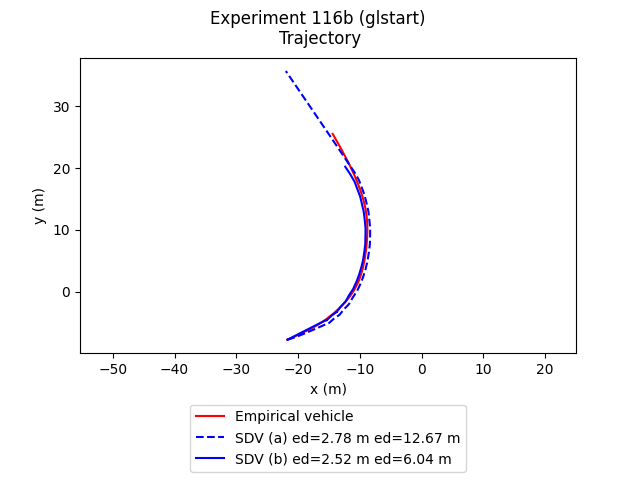 Experiment 116b (glstart)
Trajectory
30
20
10
0
y (m)
−50
−40
−30
−20
−10
0
10
20
x (m)
Empirical vehicle
SDV (a) ed=2.78 m ed=12.67 m
SDV (b) ed=2.52 m ed=6.04 m